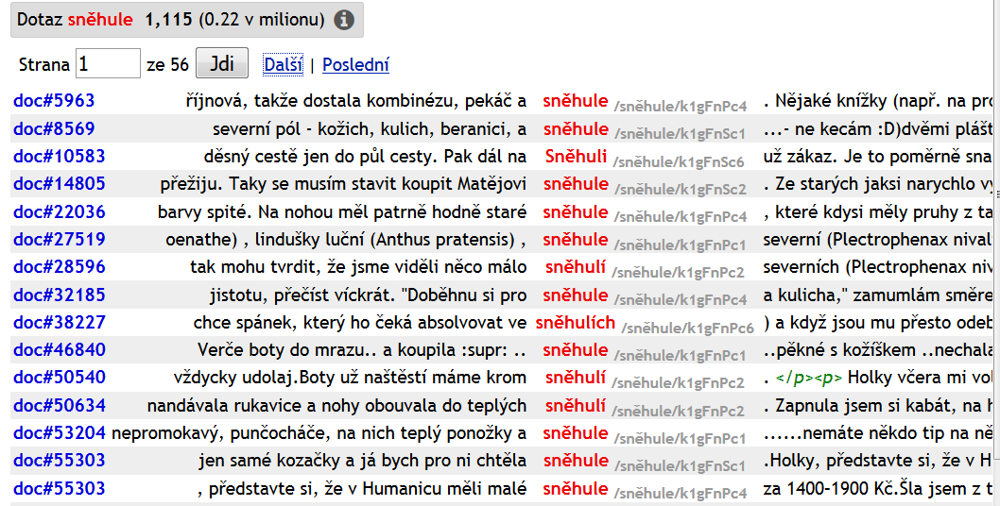 Dotaz sněhule 1,115 (0.22 v milionu) i
Strana 1 ze 56 Jdi Další | Poslední
doc#5963 říjnová, takže dostala kombinézu, pekáč a sněhule /sněhule/k1gFnPc4 . Nějaké knížky (např. na pro
doc#8569 severní pól - kožich, kulich, beranici, a sněhule /sněhule/k1gFnSc1 ...- ne kecám :D)dvěmi plášt
doc#10583 děsný cestě jen do půl cesty. Pak dál na Sněhuli /sněhule/k1gFnSc6 už zákaz. Je to poměrně sna
doc#14805 přežiju. Taky se musím stavit koupit Matějovi sněhule /sněhule/k1gFnSc2 . Ze starých jaksi narychlo vy
doc#22036 barvy spité. Na nohou měl patrně hodně staré sněhule /sněhule/k1gFnPc4 , které kdysi měly pruhy z ta
doc#27519 oenathe) , lindušky luční (Anthus pratensis) , sněhule /sněhule/k1gFnPc1 severní (Plectrophenax nival
doc#28596 tak mohu tvrdit, že jsme viděli něco málo sněhulí /sněhule/k1gFnPc2 severních (Plectrophenax niv
doc#32185 jistotu, přečíst víckrát. "Doběhnu si pro sněhule /sněhule/k1gFnPc4 a kulicha," zamumlám směre
doc#38227 chce spánek, který ho čeká absolvovat ve sněhulích /sněhule/k1gFnPc6 ) a když jsou mu přesto odeb
doc#46840 Verče boty do mrazu.. a koupila :supr: .. sněhule /sněhule/k1gFnPc1 ..pěkné s kožíškem ..nechala
doc#50540 vždycky udolaj.Boty už naštěstí máme krom sněhulí /sněhule/k1gFnPc2 . </p><p> Holky včera mi vol
doc#50634 nandávala rukavice a nohy obouvala do teplých sněhulí /sněhule/k1gFnPc2 . Zapnula jsem si kabát, na h
doc#53204 nepromokavý, punčocháče, na nich teplý ponožky a sněhule /sněhule/k1gFnPc1 ......nemáte někdo tip na ně
doc#55303 jen samé kozačky a já bych pro ni chtěla sněhule /sněhule/k1gFnSc1 .Holky, představte si, že v H
doc#55303 , představte si, že v Humanicu měli malé sněhule /sněhule/k1gFnPc4 za 1400-1900 Kč.Šla jsem z t